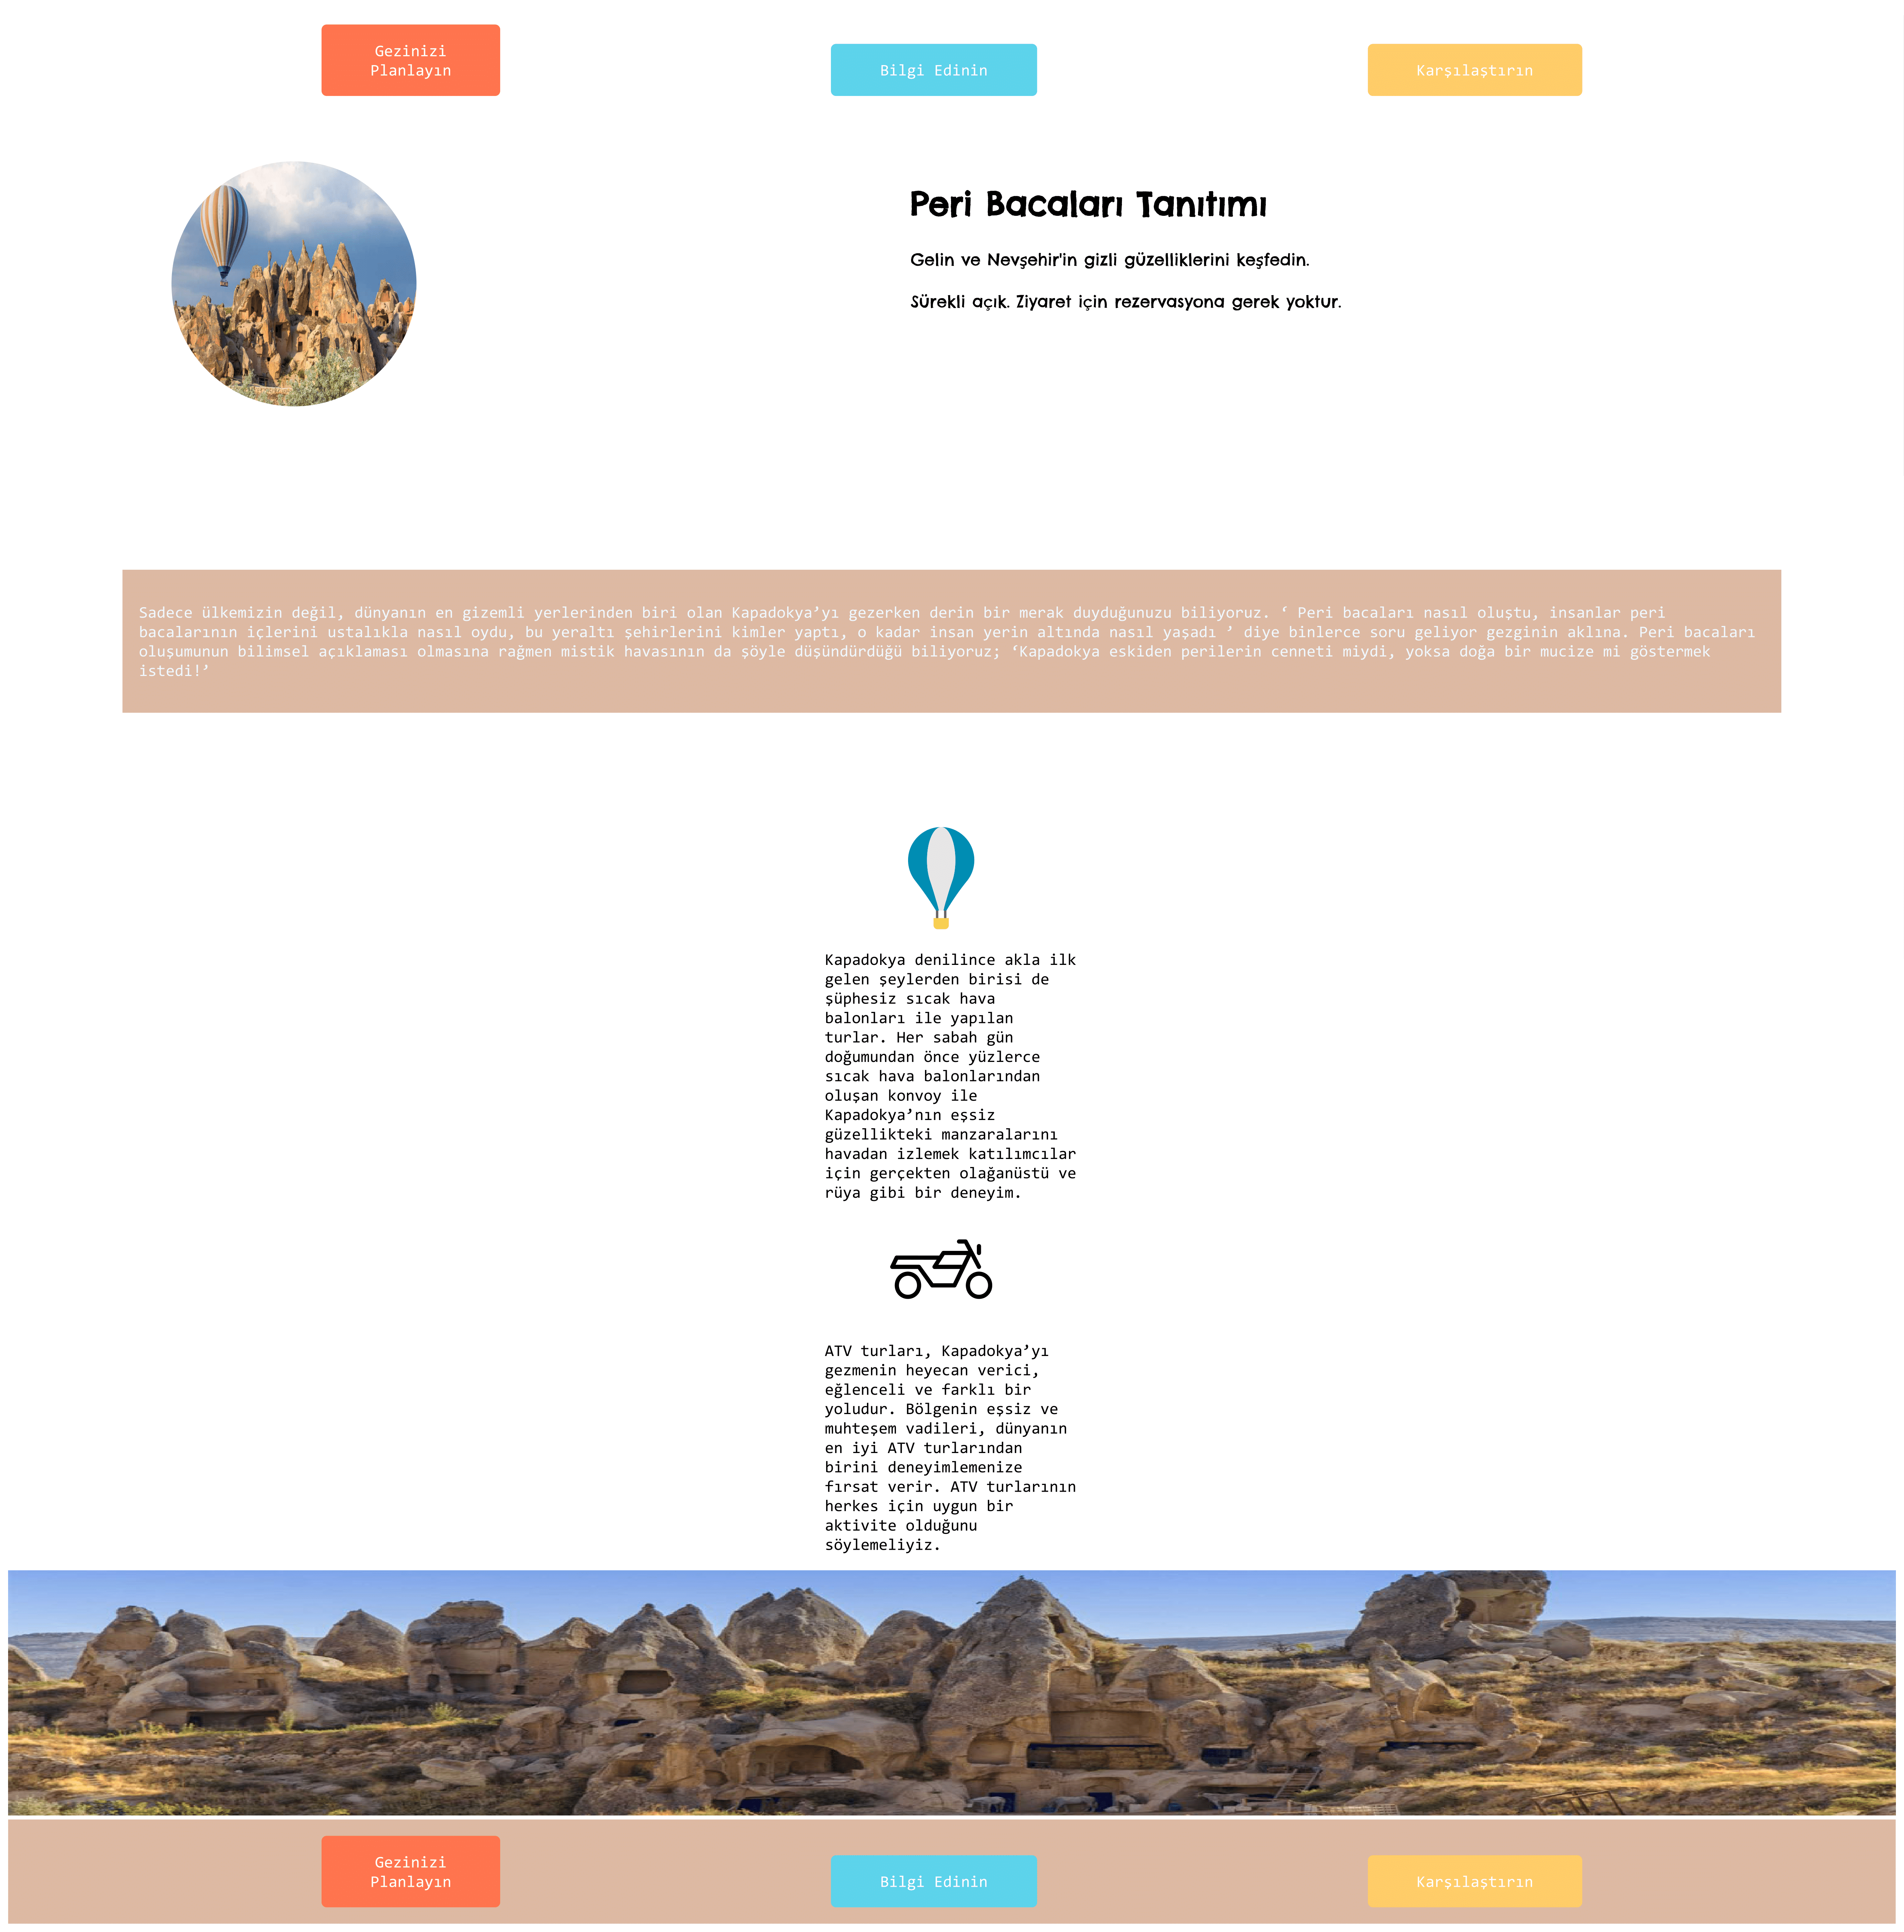 Gezinizi
Planlayın
Bilgi Edinin
Karşılaştırın
Peri Bacaları Tanıtımı
Gelin ve Nevşehir'in gizli güzelliklerini keşfedin.
Sürekli açık. Ziyaret için rezervasyona gerek yoktur.
Sadece ülkemizin değil, dünyanın en gizemli yerlerinden biri olan Kapadokya’yı gezerken derin bir merak duyduğunuzu biliyoruz. ‘ Peri bacaları nasıl oluştu, insanlar peri
bacalarının içlerini ustalıkla nasıl oydu, bu yeraltı şehirlerini kimler yaptı, o kadar insan yerin altında nasıl yaşadı ’ diye binlerce soru geliyor gezginin aklına. Peri bacaları
oluşumunun bilimsel açıklaması olmasına rağmen mistik havasının da şöyle düşündürdüğü biliyoruz; ‘Kapadokya eskiden perilerin cenneti miydi, yoksa doğa bir mucize mi göstermek
istedi!’
Kapadokya denilince akla ilk
gelen şeylerden birisi de
şüphesiz sıcak hava
balonları ile yapılan
turlar. Her sabah gün
doğumundan önce yüzlerce
sıcak hava balonlarından
oluşan konvoy ile
Kapadokya’nın eşsiz
güzellikteki manzaralarını
havadan izlemek katılımcılar
için gerçekten olağanüstü ve
rüya gibi bir deneyim.
ATV turları, Kapadokya’yı
gezmenin heyecan verici,
eğlenceli ve farklı bir
yoludur. Bölgenin eşsiz ve
muhteşem vadileri, dünyanın
en iyi ATV turlarından
birini deneyimlemenize
fırsat verir. ATV turlarının
herkes için uygun bir
aktivite olduğunu
söylemeliyiz.
Gezinizi
Planlayın
Bilgi Edinin
Karşılaştırın